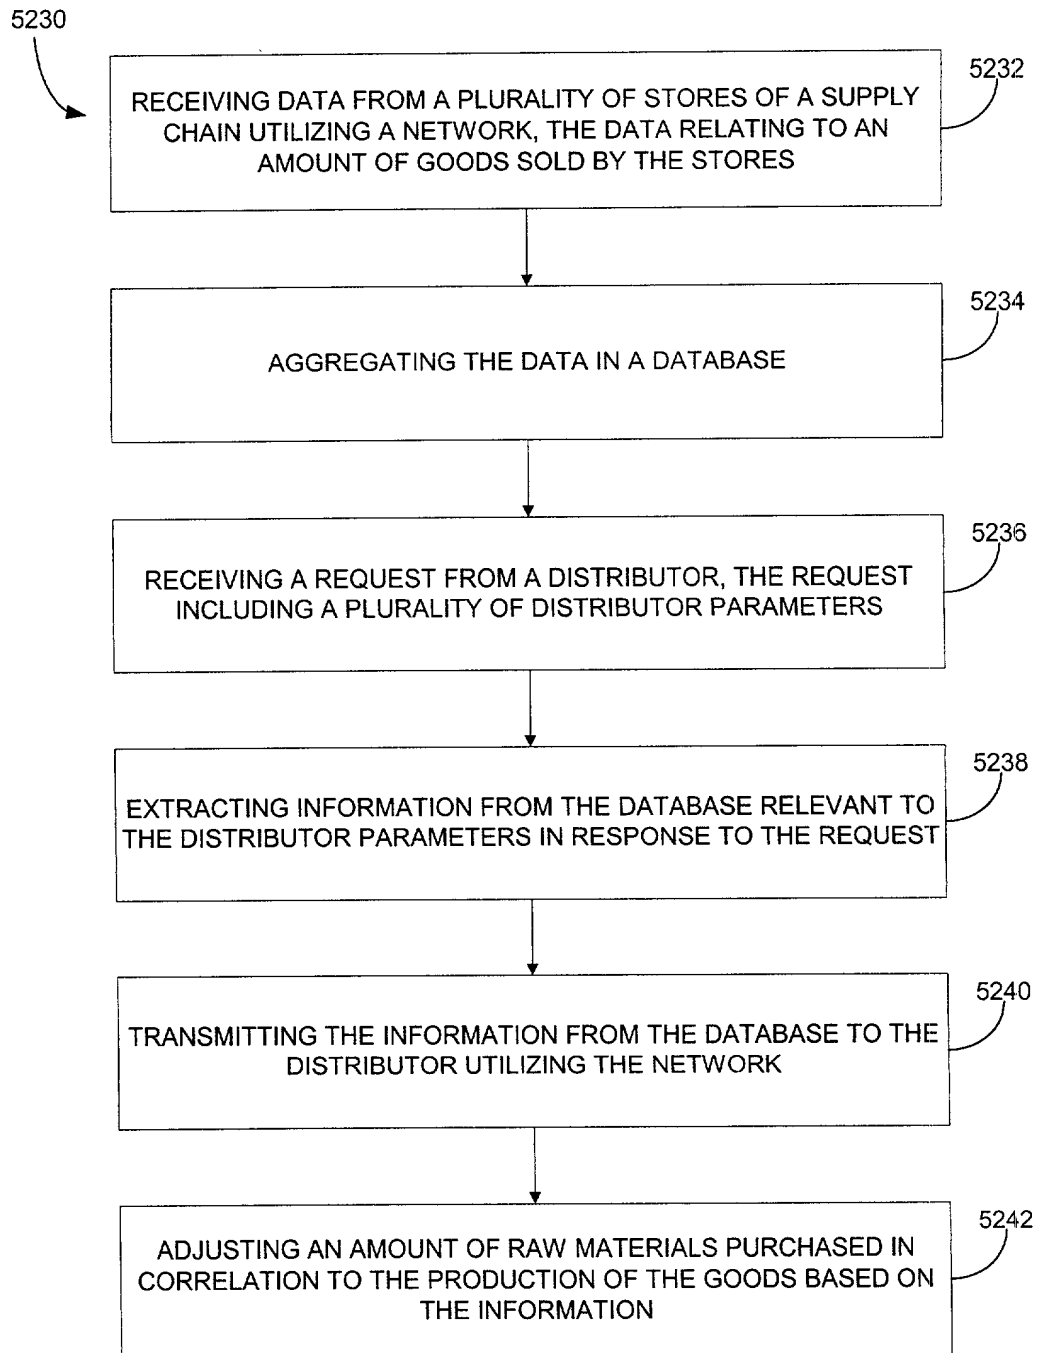 5230
5232
RECEIVING DATA FROM A PLURALITY OF STORES OF A SUPPLY
CHAIN UTILIZING A NETWORK, THE DATA RELATING TO AN
AMOUNT OF GOODS SOLD BY THE STORES
5234
AGGREGATING THE DATA IN A DATABASE
5236
RECEIVING A REQUEST FROM A DISTRIBUTOR, THE REQUEST
INCLUDING A PLURALITY OF DISTRIBUTOR PARAMETERS
5238
EXTRACTING INFORMATION FROM THE DATABASE RELEVANT TO
THE DISTRIBUTOR PARAMETERS IN RESPONSE TO THE REQUEST
5240
TRANSMITTING THE INFORMATION FROM THE DATABASE TO THE
DISTRIBUTOR UTILIZING THE NETWORK
5242
ADJUSTING AN AMOUNT OF RAW MATERIALS PURCHASED IN
CORRELATION TO THE PRODUCTION OF THE GOODS BASED ON
THE INFORMATION